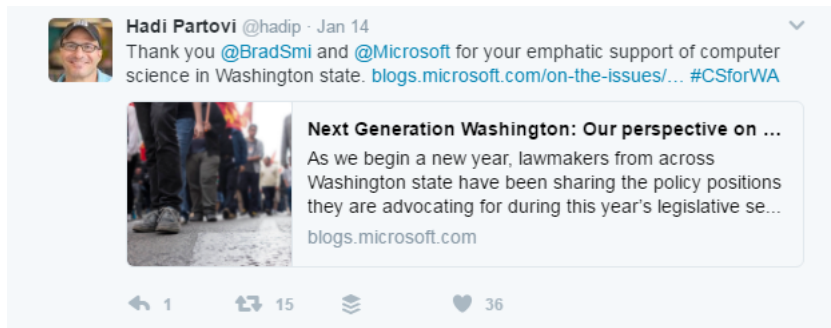 Hadi Partovi @hadip · Jan 14
Thank you @BradSmi and @Microsoft for your emphatic support of computer
science in Washington state. blogs.microsoft.com/on-the-issues/… #CSforWA
Next Generation Washington: Our perspective on ...
As we begin a new year, lawmakers from across
Washington state have been sharing the policy positions
they are advocating for during this year's legislative se...
blogs.microsoft.com
1 15 36